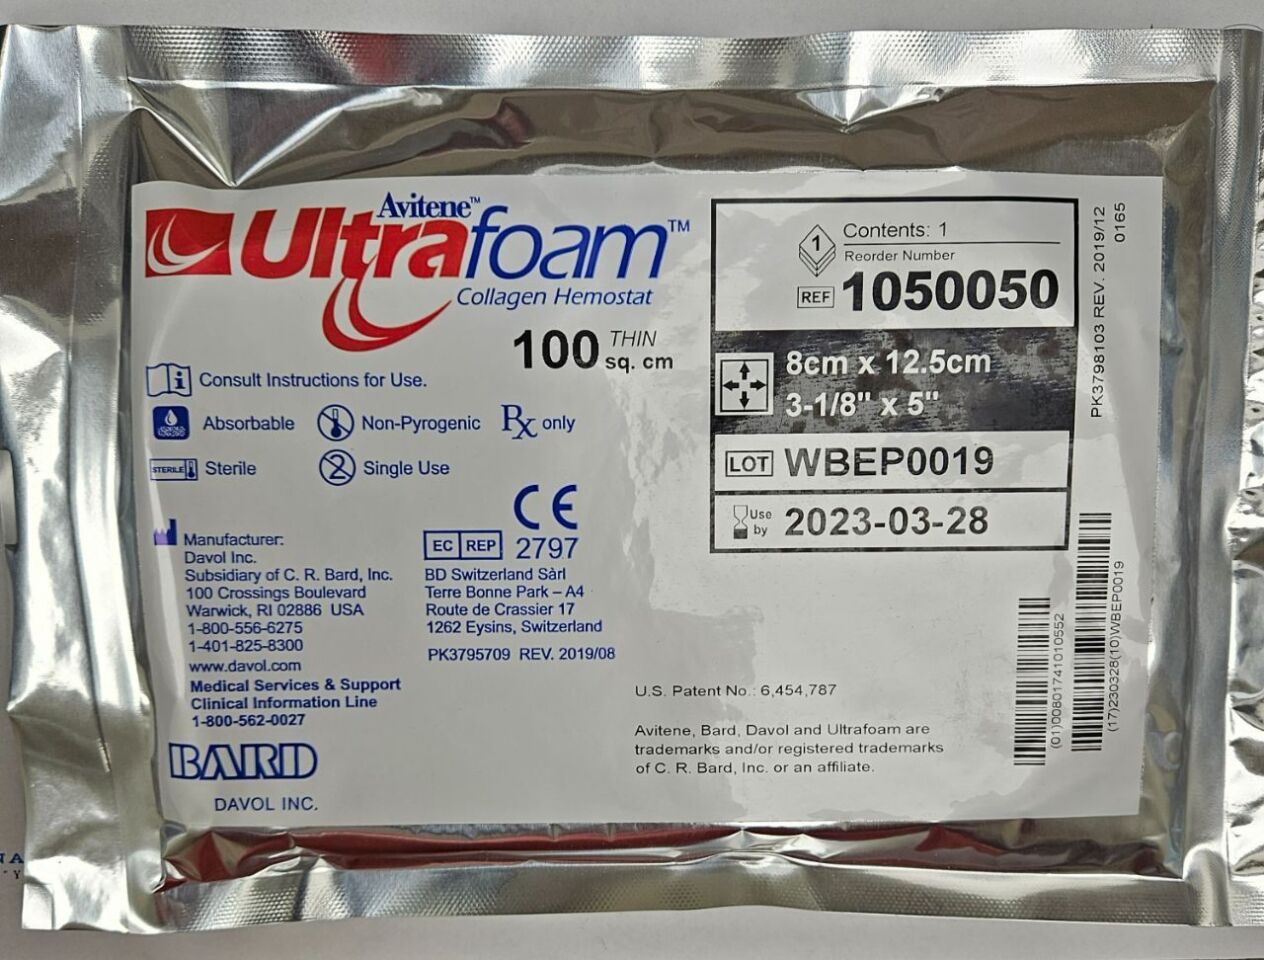 Avitene™
Ultrafoam™
Collagen Hemostat
100 THIN sq. cm
Consult Instructions for Use.
Absorbable
Non-Pyrogenic
Rx only
STERILE
Sterile
2
Single Use
CE
2797
Manufacturer:
Davol Inc.
Subsidiary of C. R. Bard, Inc.
100 Crossings Boulevard
Warwick, RI 02886 USA
1-800-556-6275
1-401-825-8300
www.davol.com
Medical Services & Support
Clinical Information Line
1-800-562-0027
BARD
DAVOL INC.
EC REP
BD Switzerland Sàrl
Terre Bonne Park – A4
Route de Crassier 17
1262 Eysins, Switzerland
PK3795709 REV. 2019/08
1
Contents: 1
Reorder Number
REF 1050050
8cm x 12.5cm
3-1/8" x 5"
LOT WBEP0019
Use by 2023-03-28
U.S. Patent No.: 6,454,787
Avitene, Bard, Davol and Ultrafoam are
trademarks and/or registered trademarks
of C. R. Bard, Inc. or an affiliate.
PK3798103 REV. 2019/12
0165
(01)00801741010552
(17)230328(10)WBEP0019